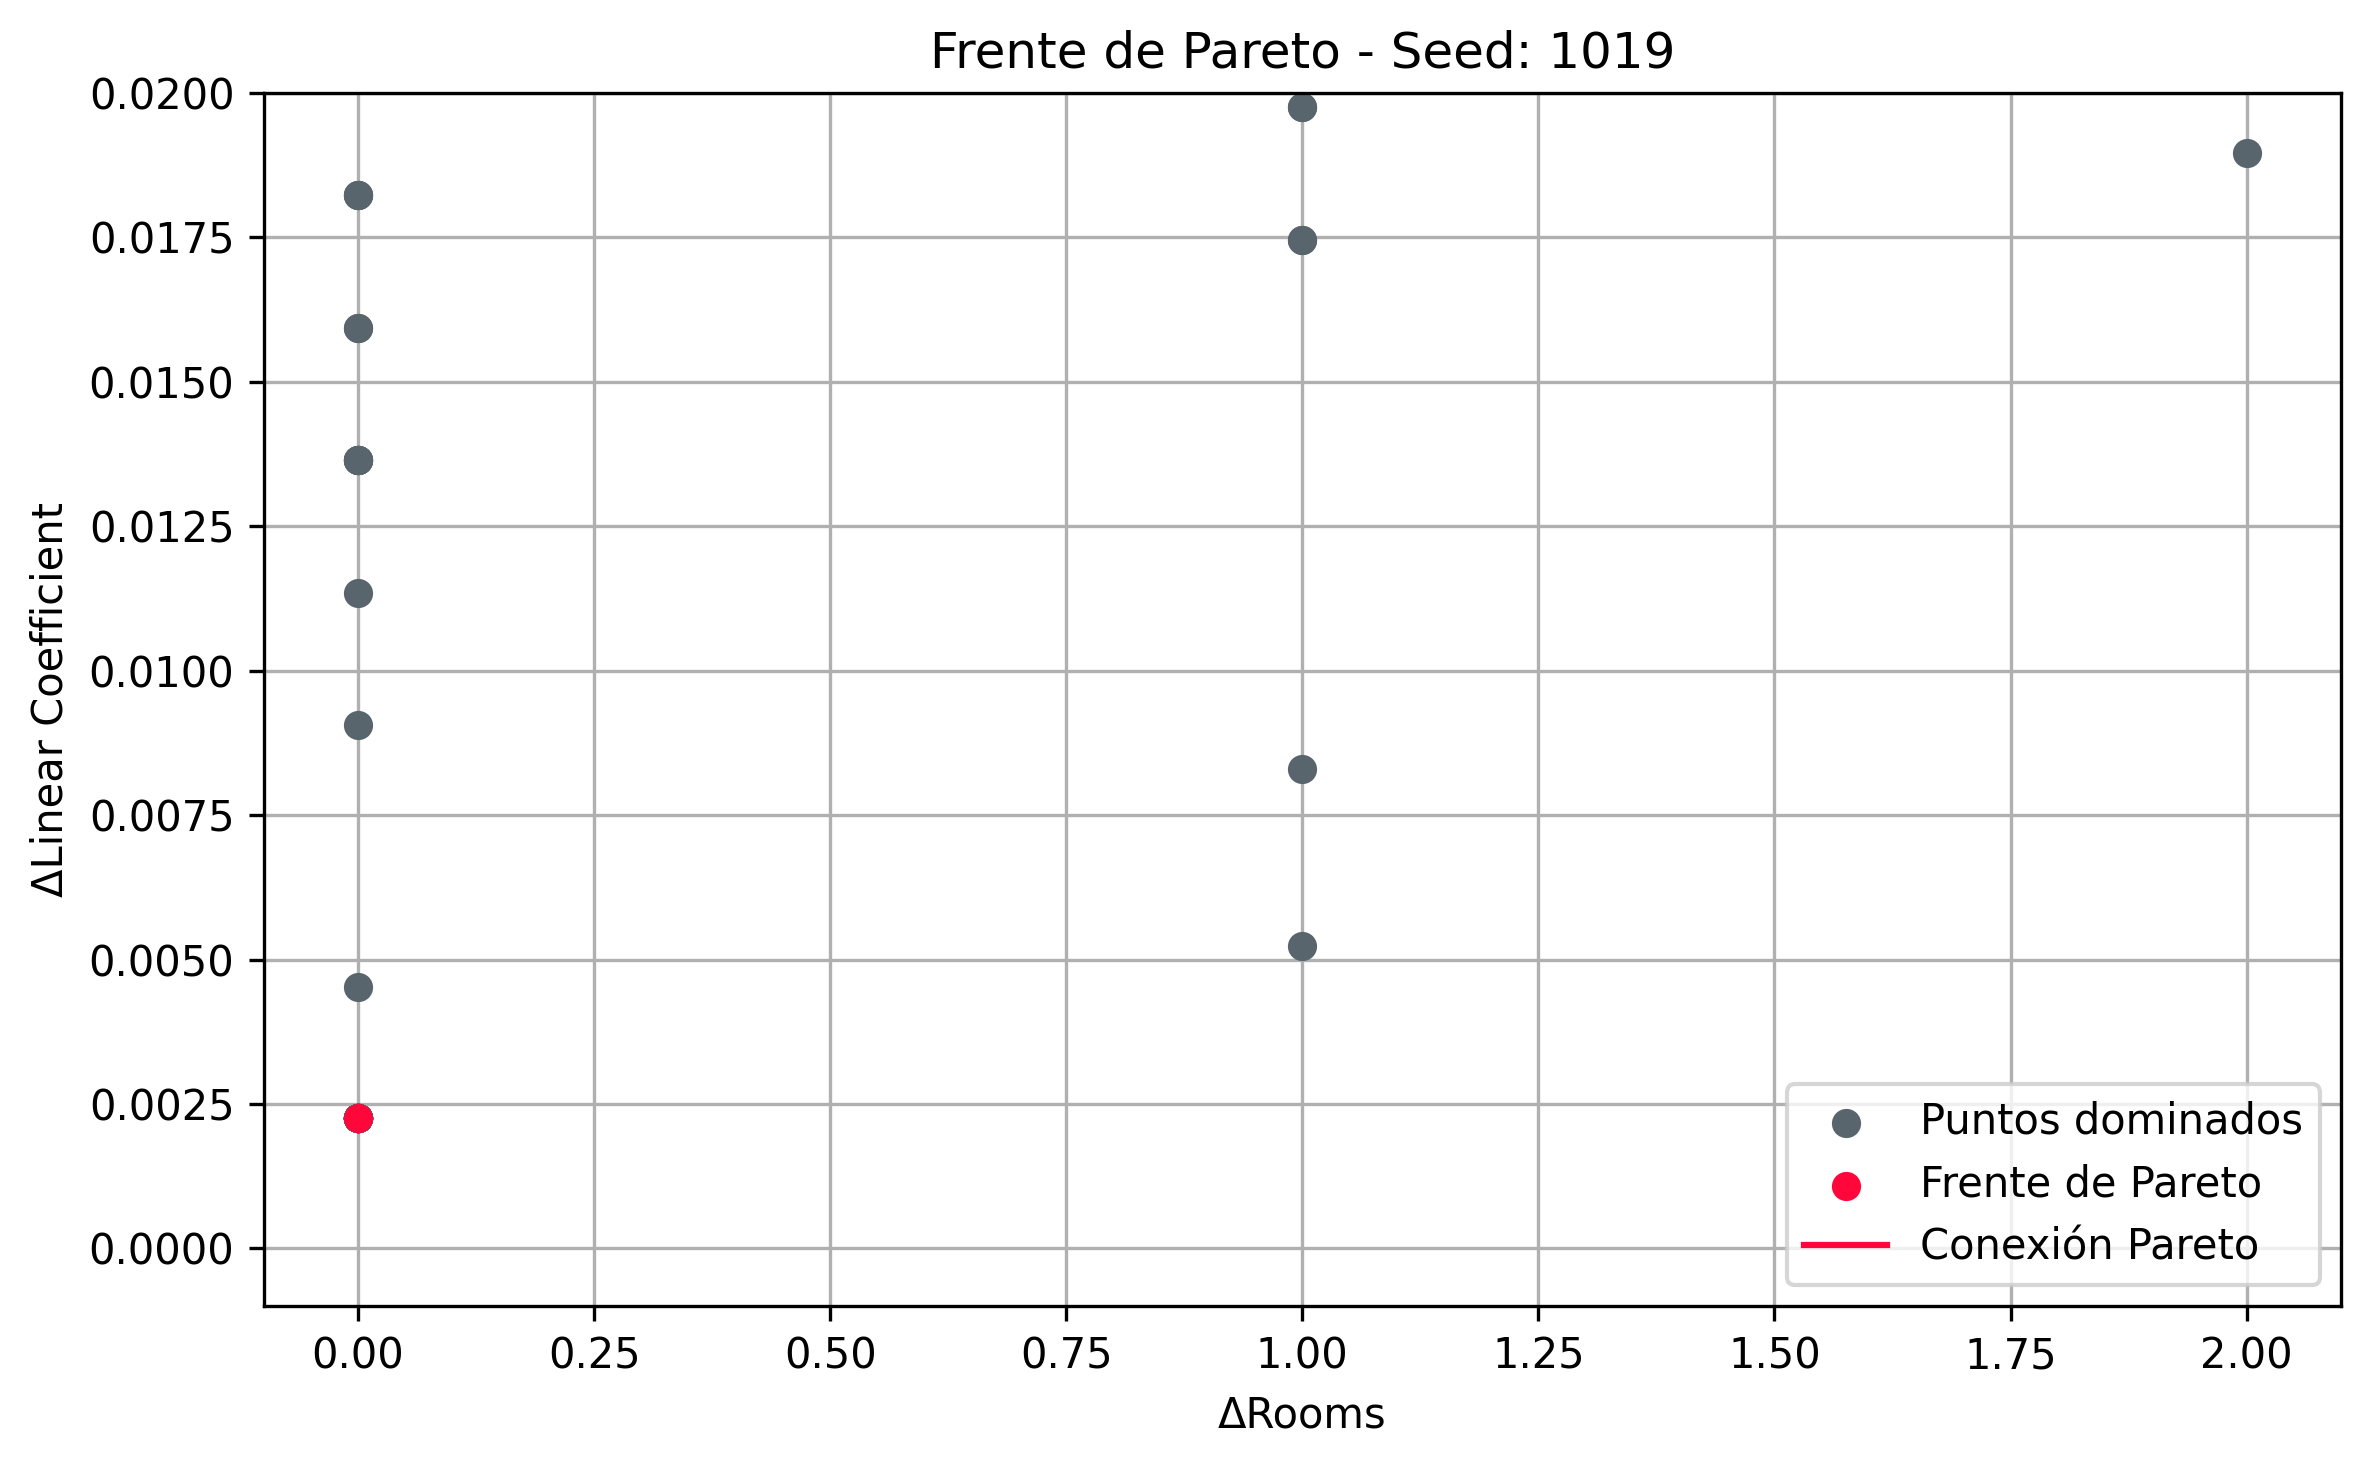 Frente de Pareto - Seed: 1019
0.0200
0.0175
0.0150
0.0125
0.0100
0.0075
0.0050
0.0025
0.0000
ΔLinear Coefficient
Puntos dominados
Frente de Pareto
Conexión Pareto
0.00 0.25 0.50 0.75 1.00 1.25 1.50 1.75 2.00
ΔRooms